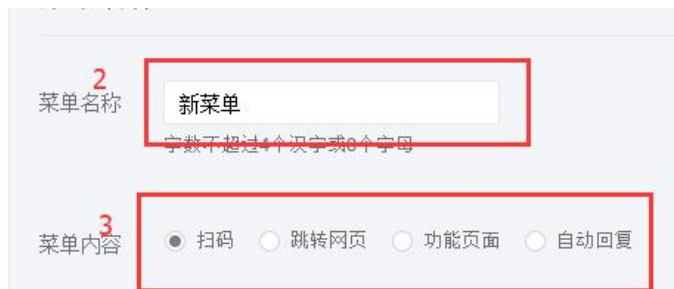 2
菜单名称
新菜单
字数不超过4个汉字或8个字母
3
菜单内容 扫码 跳转网页 功能页面 自动回复